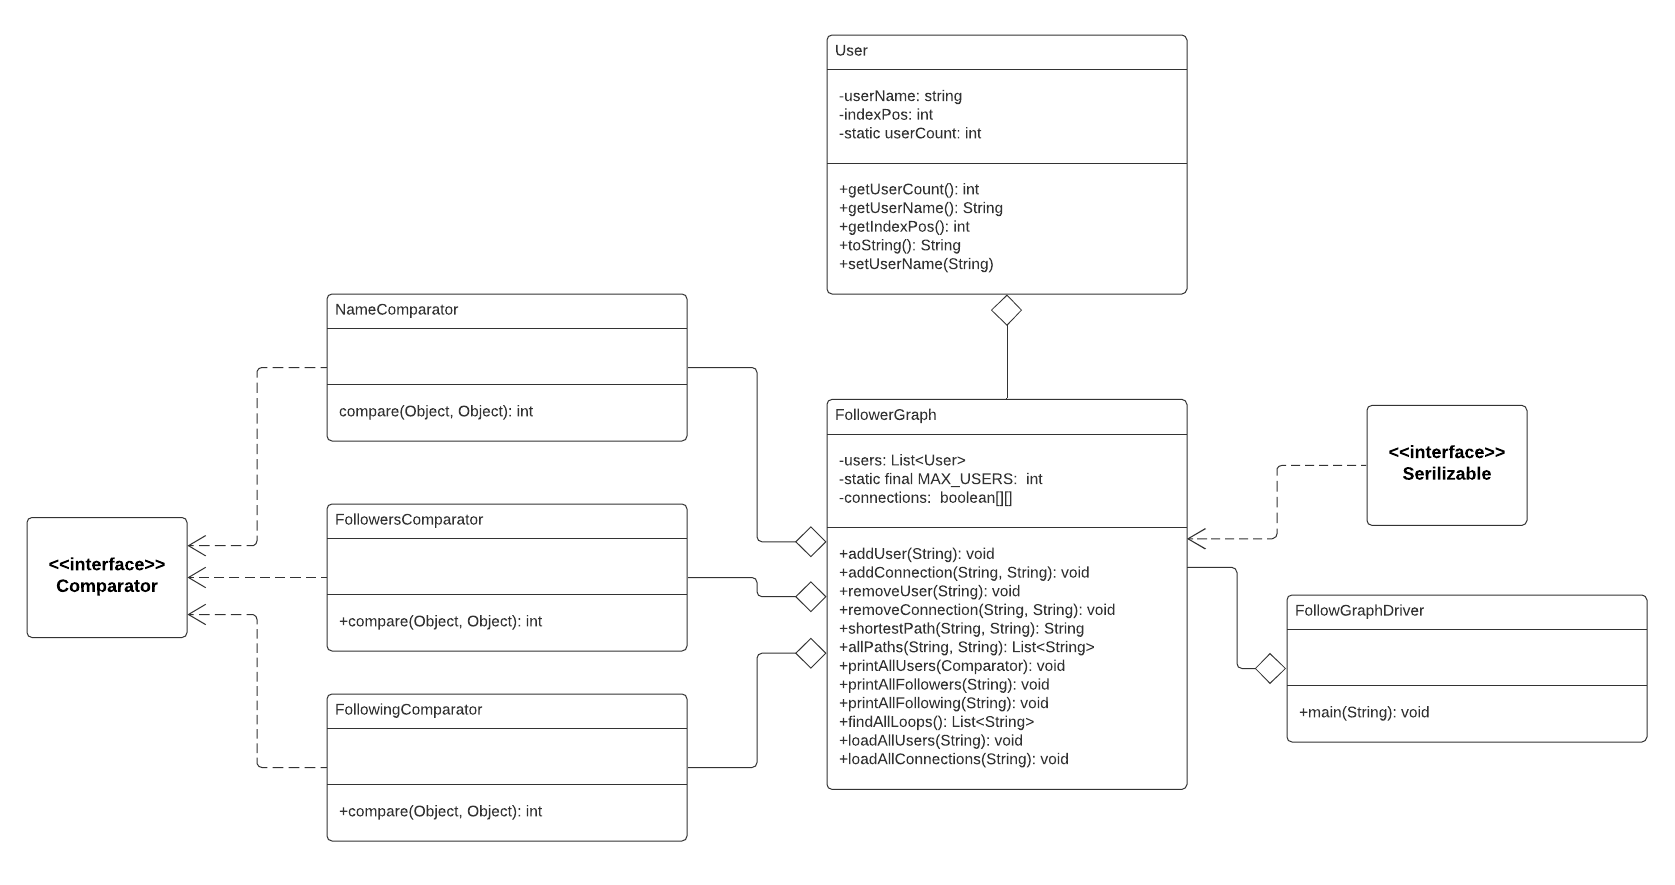 User
-userName: string
-indexPos: int
-static userCount: int
+getUserCount(): int
+getUserName(): String
+getIndexPos(): int
+toString(): String
+setUserName(String)
NameComparator
compare(Object, Object): int
FollowersComparator
+compare(Object, Object): int
FollowingComparator
+compare(Object, Object): int
<<interface>>
Comparator
FollowerGraph
-users: List<User>
-static final MAX_USERS:  int
-connections:  boolean[][]
+addUser(String): void
+addConnection(String, String): void
+removeUser(String): void
+removeConnection(String, String): void
+shortestPath(String, String): String
+allPaths(String, String): List<String>
+printAllUsers(Comparator): void
+printAllFollowers(String): void
+printAllFollowing(String): void
+findAllLoops(): List<String>
+loadAllUsers(String): void
+loadAllConnections(String): void
<<interface>>
Serilizable
FollowGraphDriver
+main(String): void